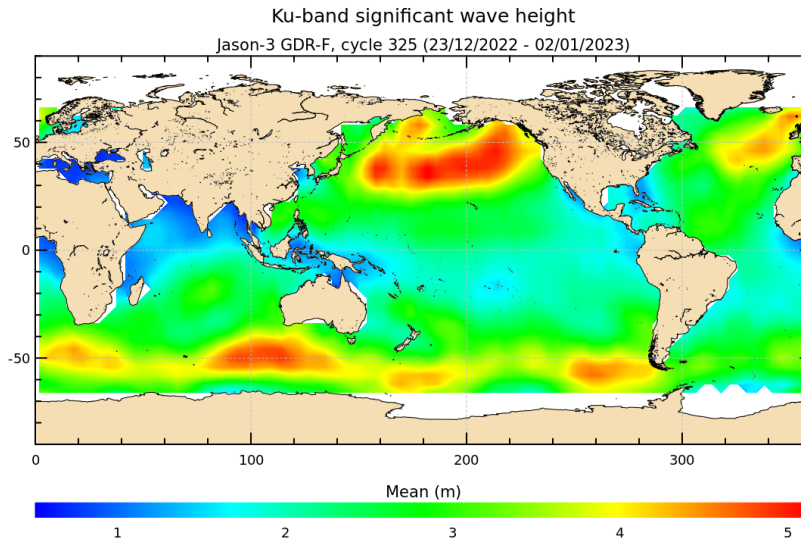 Ku-band significant wave height
Jason-3 GDR-F, cycle 325 (23/12/2022 - 02/01/2023)
50
0
-50
0 100 200 300
Mean (m)
1 2 3 4 5